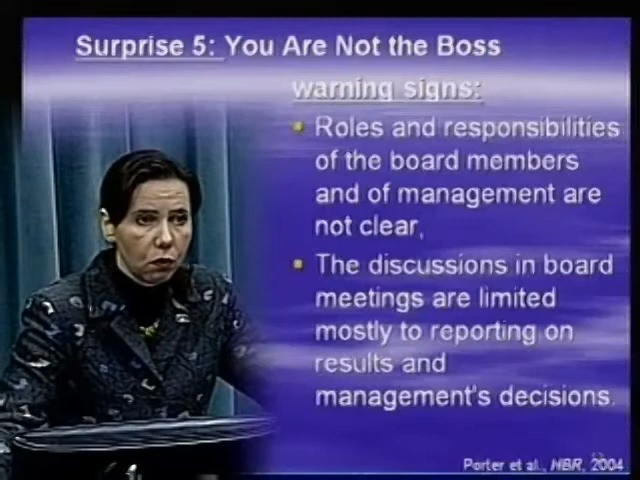 Surprise 5: You Are Not the Boss
warning signs:
Roles and responsibilities
of the board members
and of management are
not clear,
The discussions in board
meetings are limited
mostly to reporting on
results and
management's decisions.
Porter et al., HBR, 2004